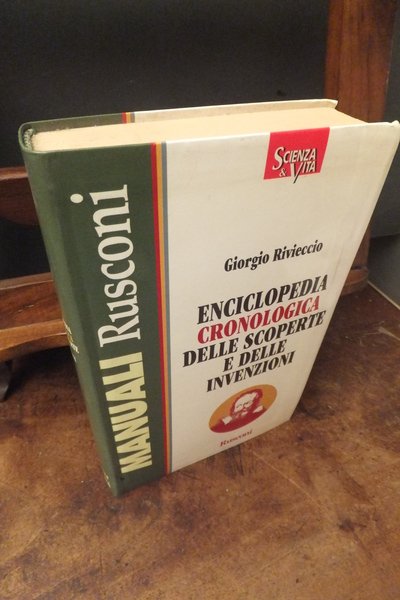 MANUALI Rusconi
SCIENZA
& VITA
Giorgio Rivieccio
ENCICLOPEDIA
CRONOLOGICA
DELLE SCOPERTE
E DELLE
INVENZIONI
RUSCONI